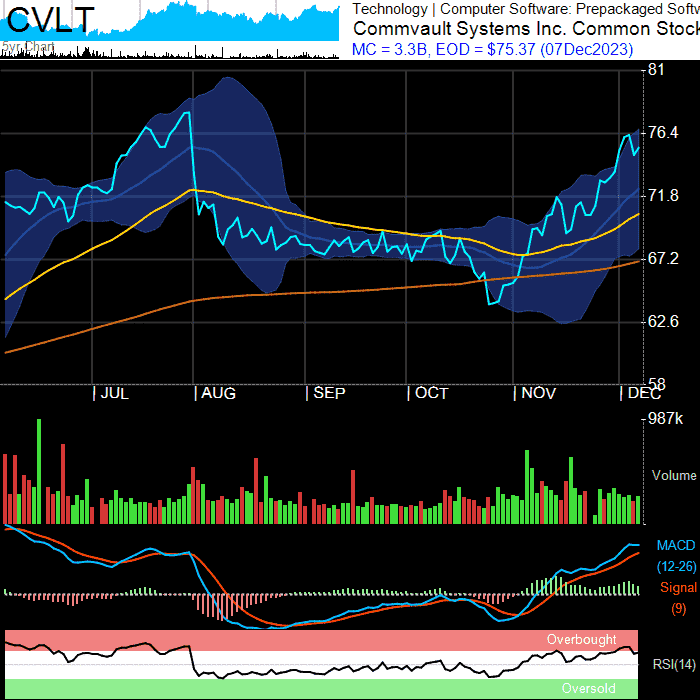 CVLT
Technology | Computer Software: Prepackaged Softw
Commvault Systems Inc. Common Stock
5yr Chart
MC = 3.3B, EOD = $75.37 (07Dec2023)
81
76.4
71.8
67.2
62.6
58
| JUL | AUG | SEP | OCT | NOV | DEC
987k
Volume
MACD
(12-26)
Signal
(9)
Overbought
RSI(14)
Oversold